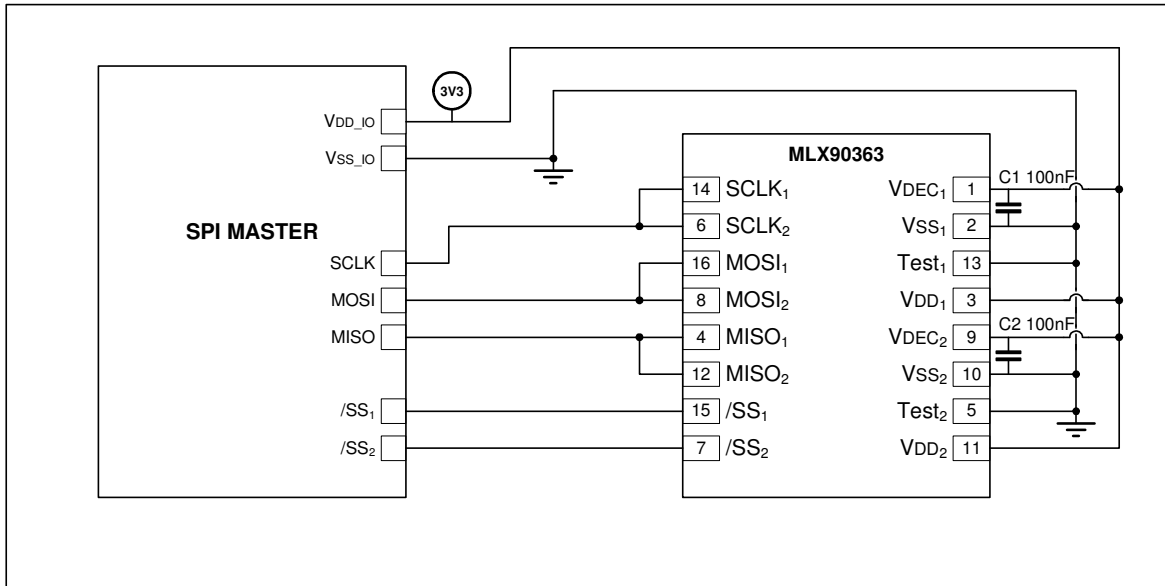 3V3
VDD_IO
VSS_IO
SPI MASTER
SCLK
MOSI
MISO
/SS1
/SS2
MLX90363
14 SCLK1
6 SCLK2
16 MOSI1
8 MOSI2
4 MISO1
12 MISO2
15 /SS1
7 /SS2
VDEC1 1
VSS1 2
Test1 13
VDD1 3
VDEC2 9
VSS2 10
Test2 5
VDD2 11
C1 100nF
C2 100nF